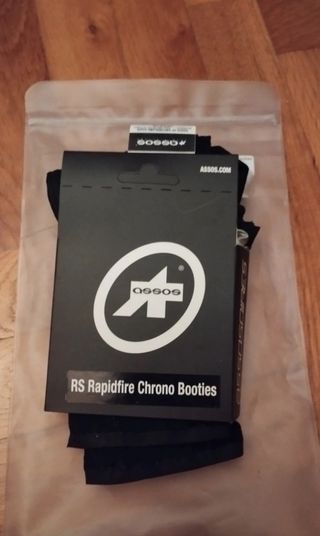 ASSOS
ASSOS.COM
assos
®
RS Rapidfire Chrono Booties